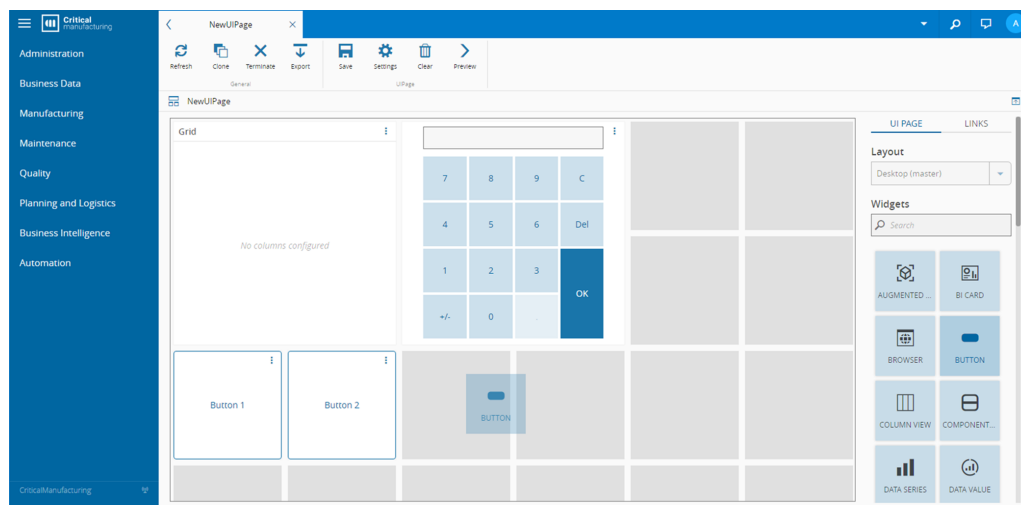 Critical
manufacturing
NewUIPage
A
Administration
Business Data
Manufacturing
Maintenance
Quality
Planning and Logistics
Business Intelligence
Automation
CriticalManufacturing
Refresh
Clone
Terminate
Export
Save
Settings
Clear
Preview
General
UIPage
NewUIPage
Grid
No columns configured
7 8 9 C
4 5 6 Del
1 2 3
OK
+/- 0 .
Button 1
Button 2
BUTTON
UI PAGE
LINKS
Layout
Desktop (master)
Widgets
Search
AUGMENTED ...
BI CARD
BROWSER
BUTTON
COLUMN VIEW
COMPONENT...
DATA SERIES
DATA VALUE